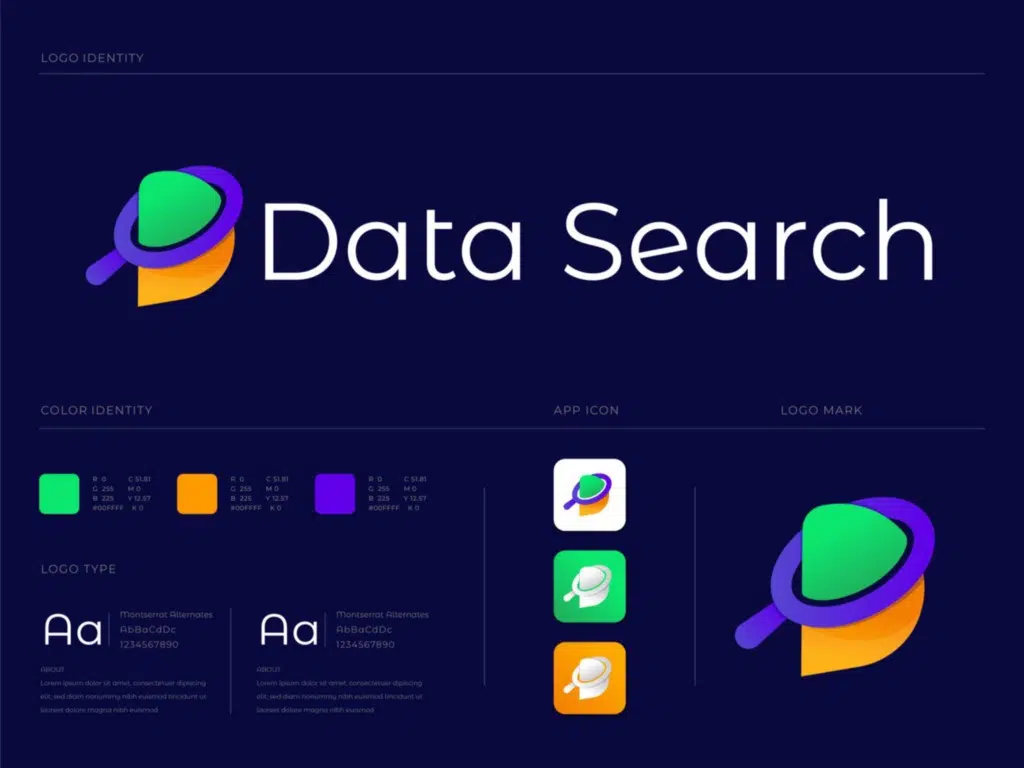 LOGO IDENTITY
Data Search
COLOR IDENTITY
APP ICON
LOGO MARK
R 0 C 51.81
G 255 M 0
B 225 Y 12.57
#00FFFF K 0
R 0 C 51.81
G 255 M 0
B 225 Y 12.57
#00FFFF K 0
R 0 C 51.81
G 255 M 0
B 225 Y 12.57
#00FFFF K 0
LOGO TYPE
Aa
Montserrat Alternates
AbBaCdDc
1234567890
ABOUT
Lorem ipsum dolor sit amet, consectetuer dipiscing
elit, sed diam nonummy nibh euismod tincidunt ut
laoreet dolore magna nibh euismod
Aa
Montserrat Alternates
AbBaCdDc
1234567890
ABOUT
Lorem ipsum dolor sit amet, consectetuer dipiscing
elit, sed diam nonummy nibh euismod tincidunt ut
laoreet dolore magna nibh euismod